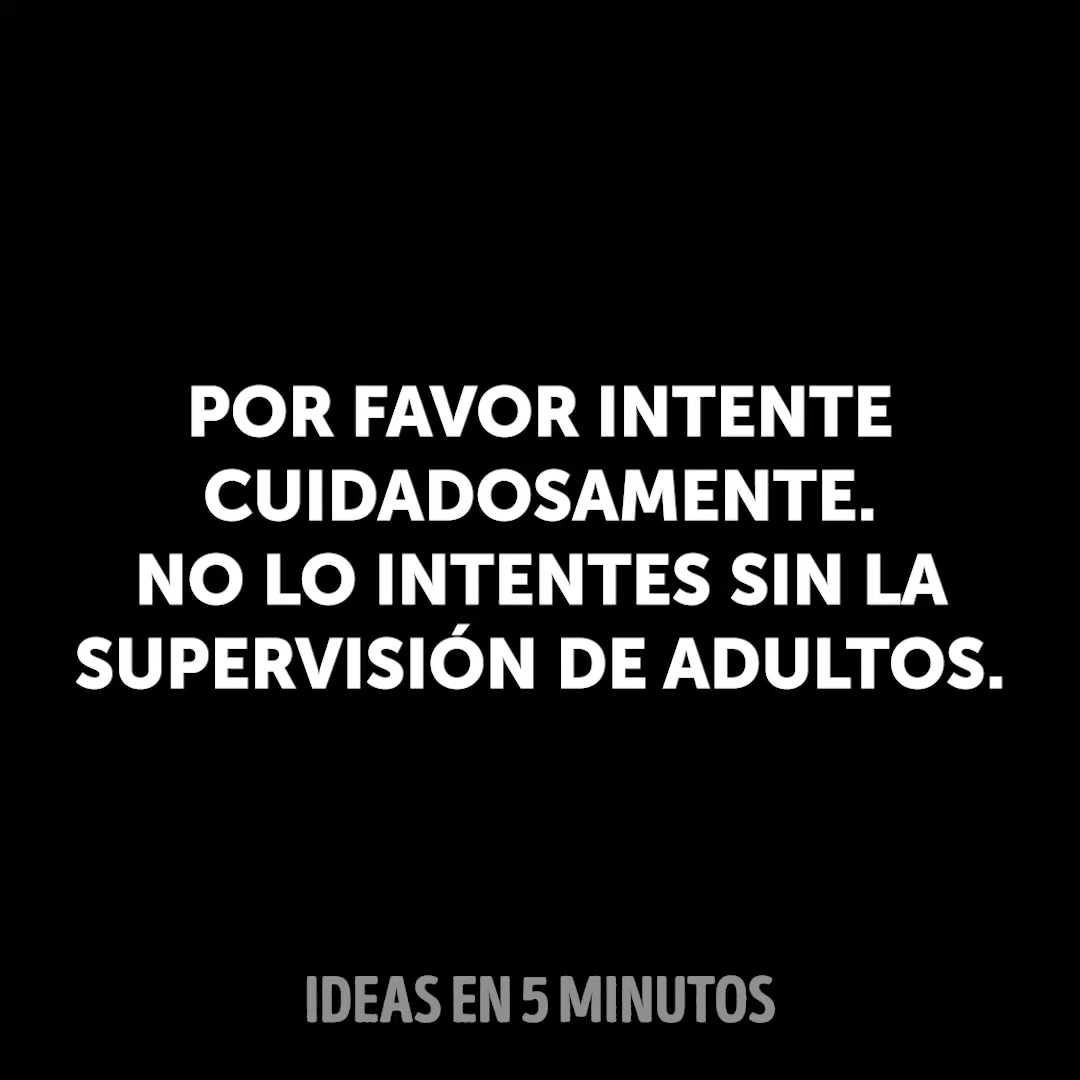 POR FAVOR INTENTE
CUIDADOSAMENTE.
NO LO INTENTES SIN LA
SUPERVISIÓN DE ADULTOS.
IDEAS EN 5 MINUTOS